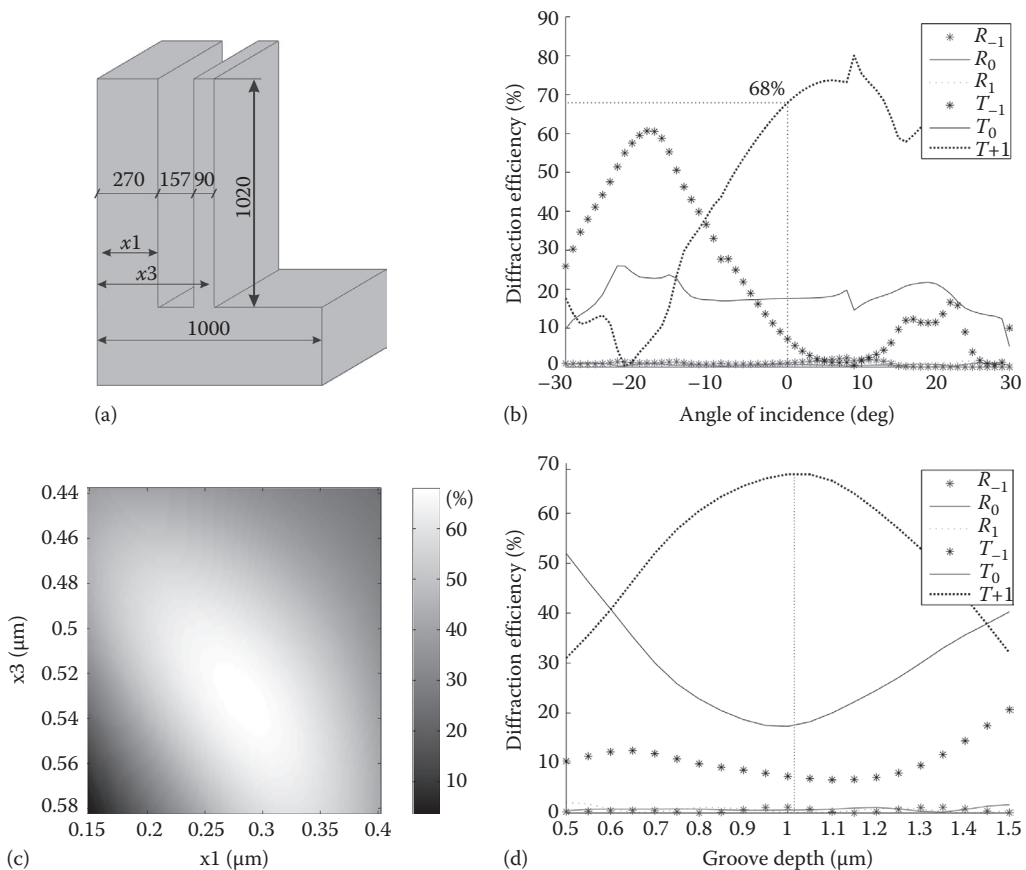 270 157 90
1020
x1
x3
1000
(a)
90
80
70
60
50
40
30
20
10
0
Diffraction efficiency (%)
68%
R−1
R0
R1
T−1
T0
T+1
−30 −20 −10 0 10 20 30
Angle of incidence (deg)
(b)
0.44
0.46
0.48
0.5
0.52
0.54
0.56
0.58
x3 (µm)
0.15 0.2 0.25 0.3 0.35 0.4
x1 (µm)
(%)
60
50
40
30
20
10
(c)
70
60
50
40
30
20
10
0
Diffraction efficiency (%)
R−1
R0
R1
T−1
T0
T+1
0.5 0.6 0.7 0.8 0.9 1 1.1 1.2 1.3 1.4 1.5
Groove depth (µm)
(d)